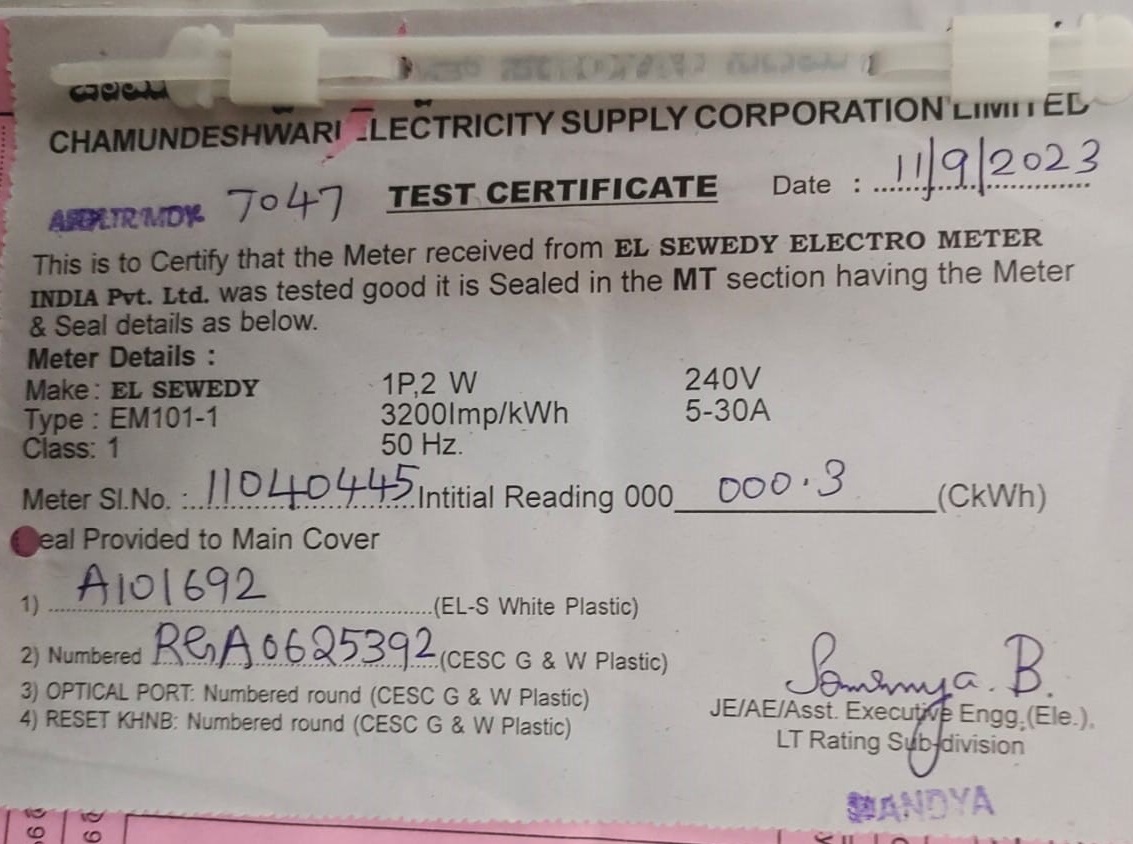 CHAMUNDESHWARI ELECTRICITY SUPPLY CORPORATION LIMITED
7047 TEST CERTIFICATE Date : 11/9/2023
This is to Certify that the Meter received from EL SEWEDY ELECTRO METER
INDIA Pvt. Ltd. was tested good it is Sealed in the MT section having the Meter
& Seal details as below.
Meter Details :
Make : EL SEWEDY 1P,2 W 240V
Type : EM101-1 3200Imp/kWh 5-30A
Class: 1 50 Hz.
Meter Sl.No. : 11040445 Intitial Reading 000 000.3 (CkWh)
eal Provided to Main Cover
1) A101692 (EL-S White Plastic)
2) Numbered RGA0625392 (CESC G & W Plastic)
3) OPTICAL PORT: Numbered round (CESC G & W Plastic)
4) RESET KHNB: Numbered round (CESC G & W Plastic)
JE/AE/Asst. Executive Engg.(Ele.),
LT Rating Sub-division
MANDYA